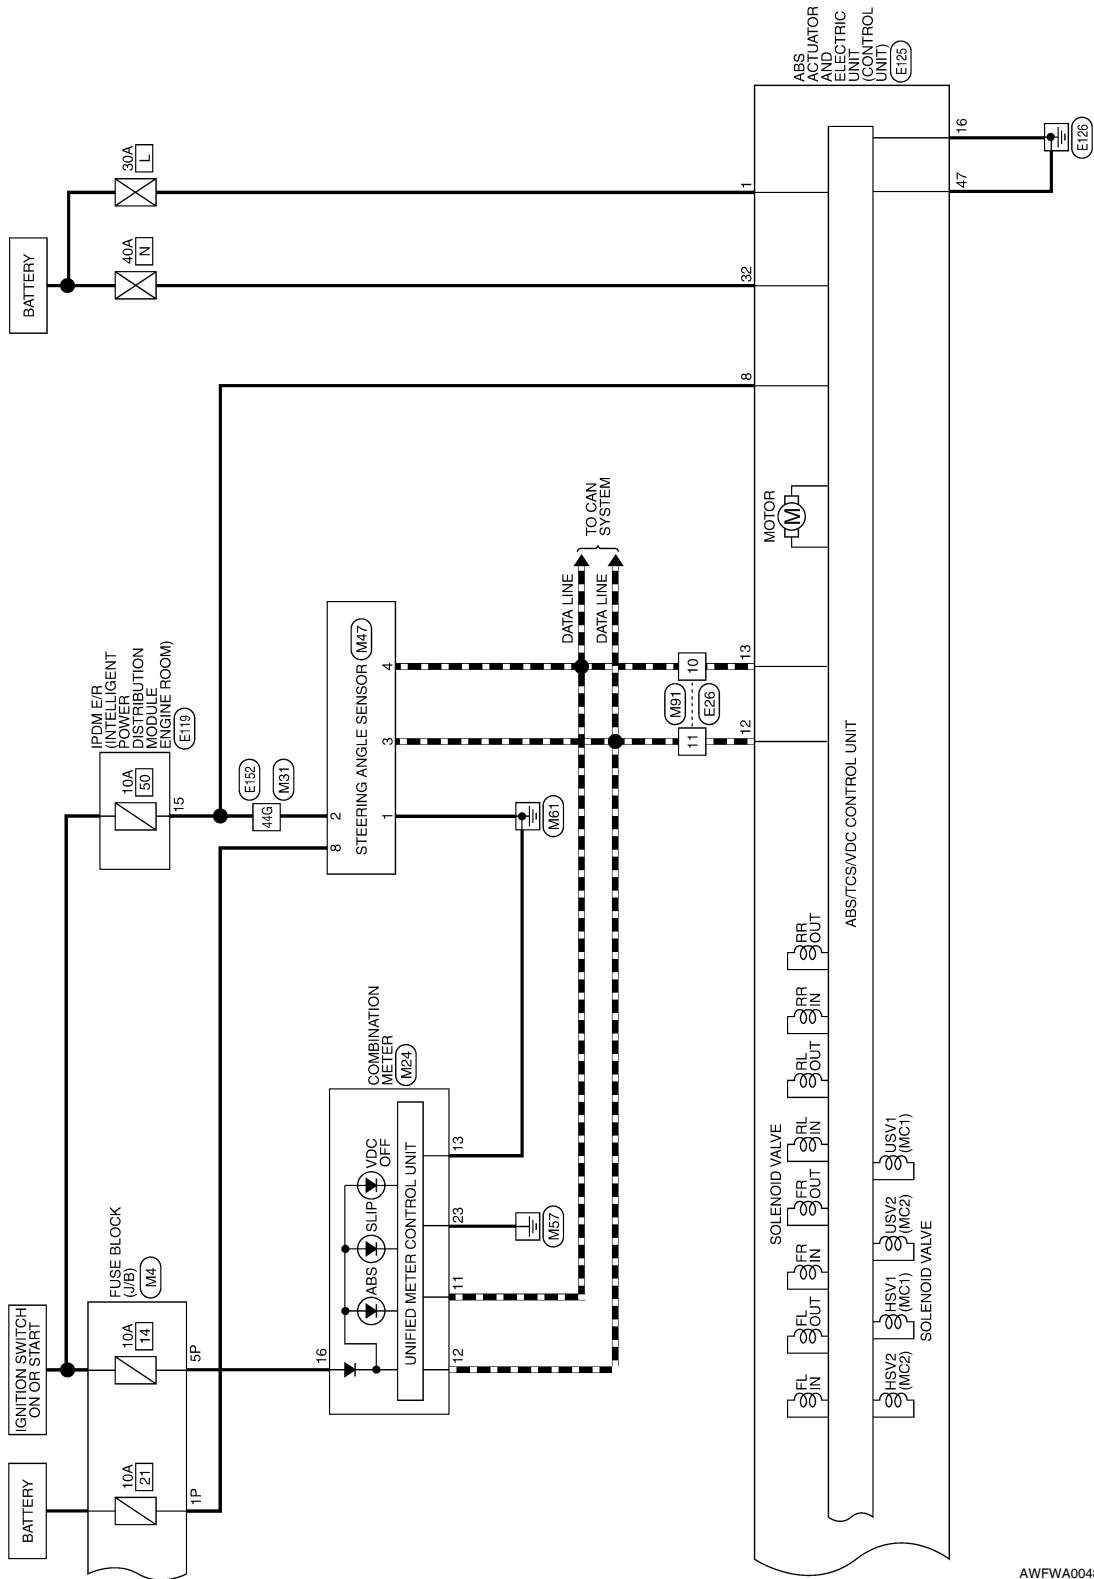 BATTERY
IGNITION SWITCH
ON OR START
BATTERY
FUSE BLOCK
(J/B)
M4
10A
21
10A
14
1P
5P
IPDM E/R
(INTELLIGENT
POWER
DISTRIBUTION
MODULE
ENGINE ROOM)
E119
10A
50
15
40A
N
30A
L
E152
M31
44G
COMBINATION
METER
M24
16
ABS
SLIP
VDC
OFF
UNIFIED METER CONTROL UNIT
12
11
23
13
M57
8
2
STEERING ANGLE SENSOR
M47
1
3
4
M61
DATA LINE
DATA LINE
TO CAN
SYSTEM
M91
E26
11
10
12
13
8
32
1
ABS
ACTUATOR
AND
ELECTRIC
UNIT
(CONTROL
UNIT)
E125
SOLENOID VALVE
FL
IN
FL
OUT
FR
IN
FR
OUT
RL
IN
RL
OUT
RR
IN
RR
OUT
MOTOR
M
ABS/TCS/VDC CONTROL UNIT
HSV2
(MC2)
HSV1
(MC1)
USV2
(MC2)
USV1
(MC1)
SOLENOID VALVE
47
16
E126